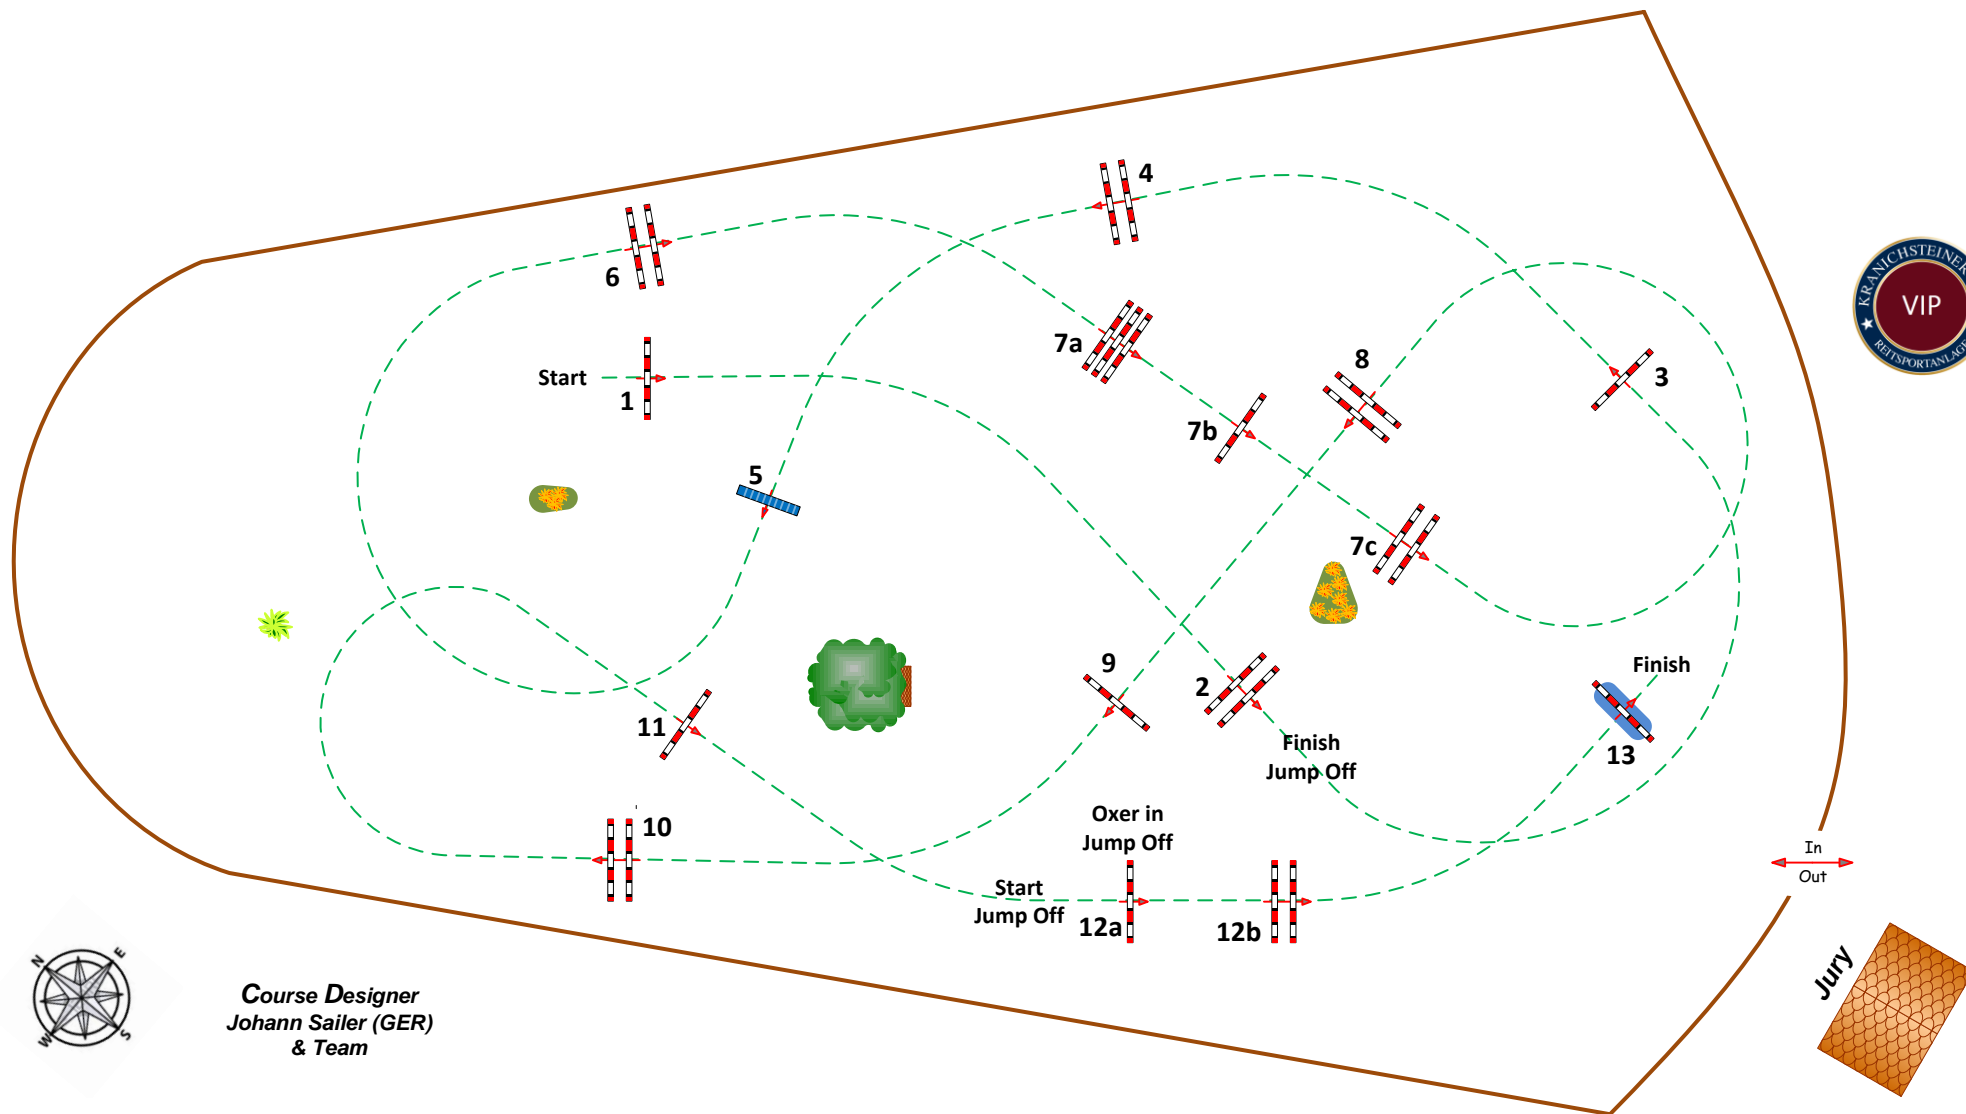 4
6
7a
Start
1
8
3
7b
5
7c
KRANICHSTEINER
VIP
REITSPORTANLAGE
9
2
Finish
11
13
Finish
Jump Off
Oxer in
Jump Off
10
Start
Jump Off
12a
12b
In
Out
Jury
N
E
W
S
Course Designer
Johann Sailer (GER)
& Team